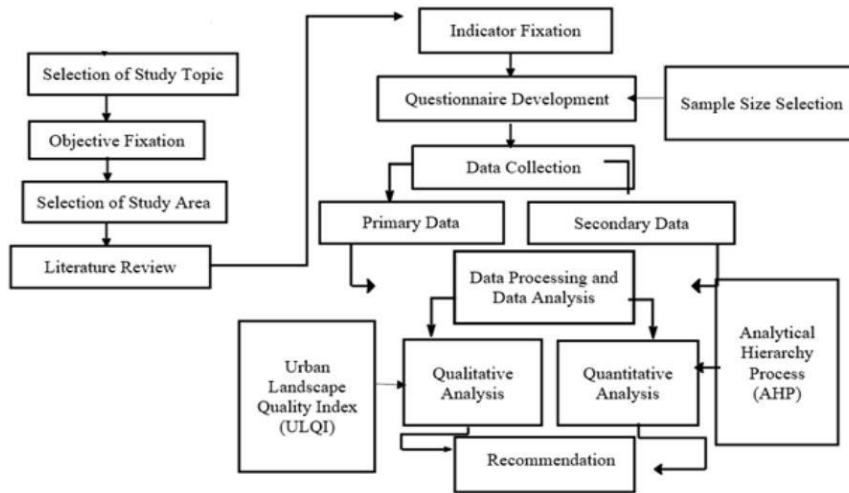 Selection of Study Topic
Objective Fixation
Selection of Study Area
Literature Review
Indicator Fixation
Questionnaire Development
Sample Size Selection
Data Collection
Primary Data
Secondary Data
Data Processing and
Data Analysis
Urban
Landscape
Quality Index
(ULQI)
Qualitative
Analysis
Quantitative
Analysis
Analytical
Hierarchy
Process
(AHP)
Recommendation